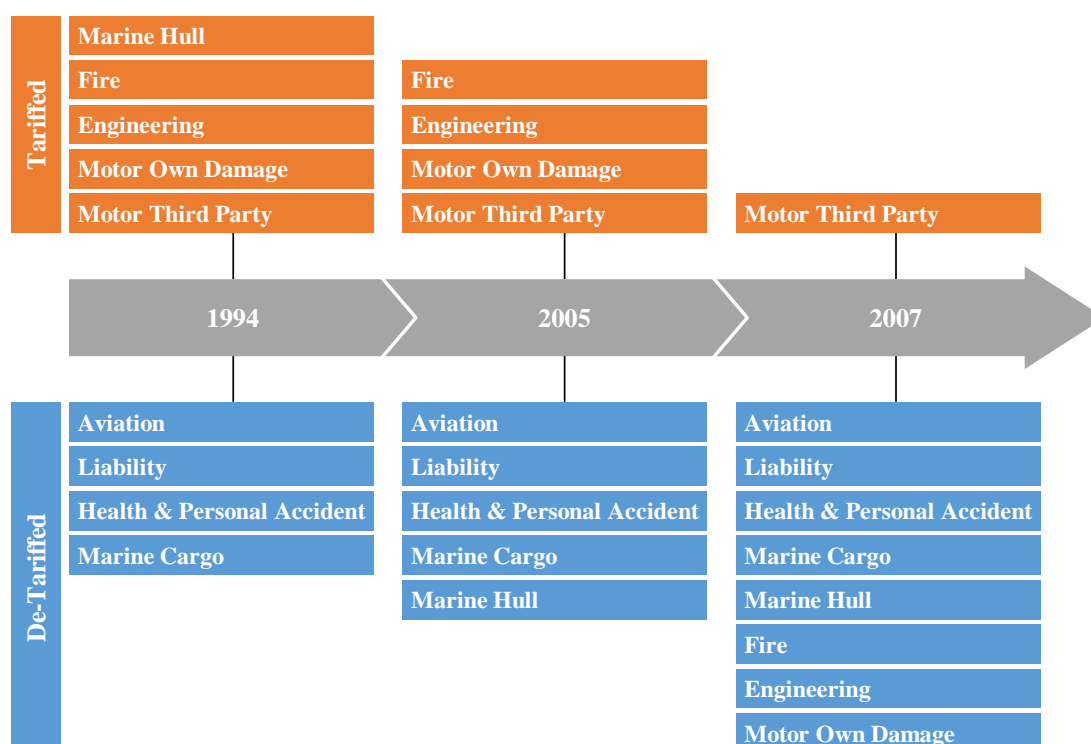 Tariffed
Marine Hull
Fire
Engineering
Motor Own Damage
Motor Third Party
Fire
Engineering
Motor Own Damage
Motor Third Party
Motor Third Party
1994
2005
2007
De-Tariffed
Aviation
Liability
Health & Personal Accident
Marine Cargo
Aviation
Liability
Health & Personal Accident
Marine Cargo
Marine Hull
Aviation
Liability
Health & Personal Accident
Marine Cargo
Marine Hull
Fire
Engineering
Motor Own Damage